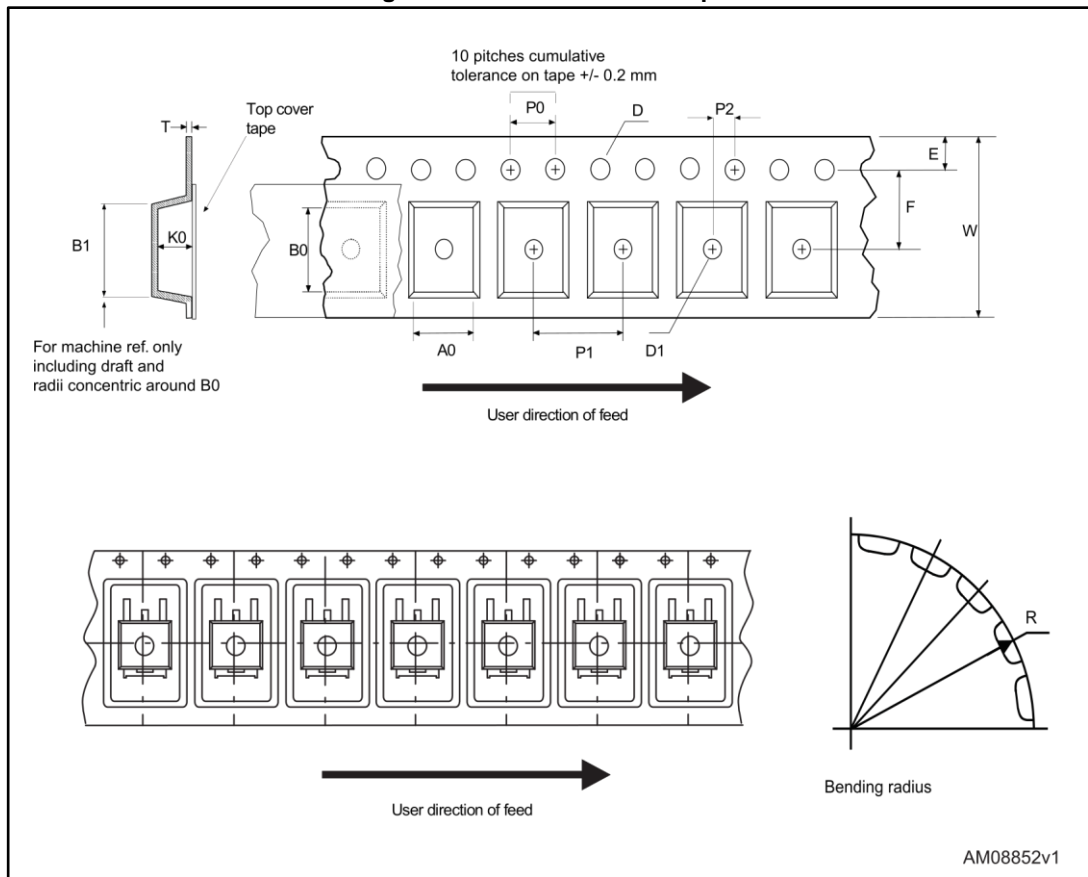 10 pitches cumulative
tolerance on tape +/- 0.2 mm
Top cover
tape
T
P0
D
P2
E
F
W
B1
K0
B0
For machine ref. only
including draft and
radii concentric around B0
A0
P1
D1
User direction of feed
R
Bending radius
User direction of feed
AM08852v1